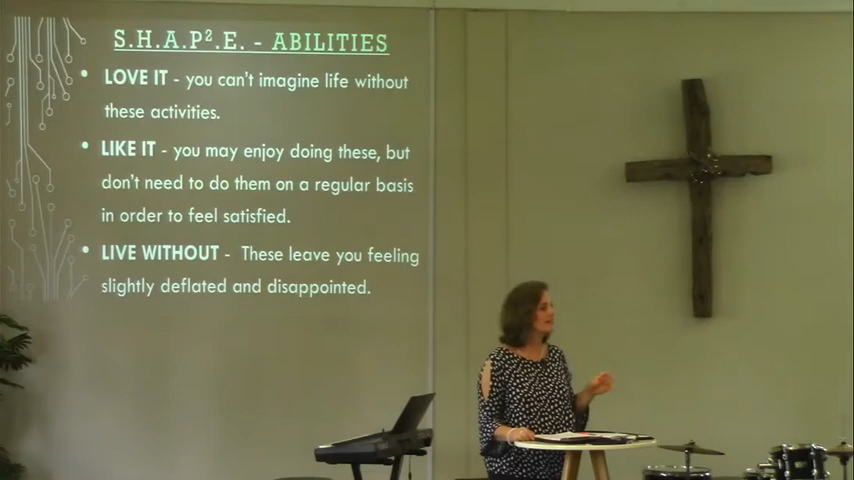 S.H.A.P².E. - ABILITIES
• LOVE IT - you can't imagine life without
these activities.
• LIKE IT - you may enjoy doing these, but
don't need to do them on a regular basis
in order to feel satisfied.
• LIVE WITHOUT - These leave you feeling
slightly deflated and disappointed.